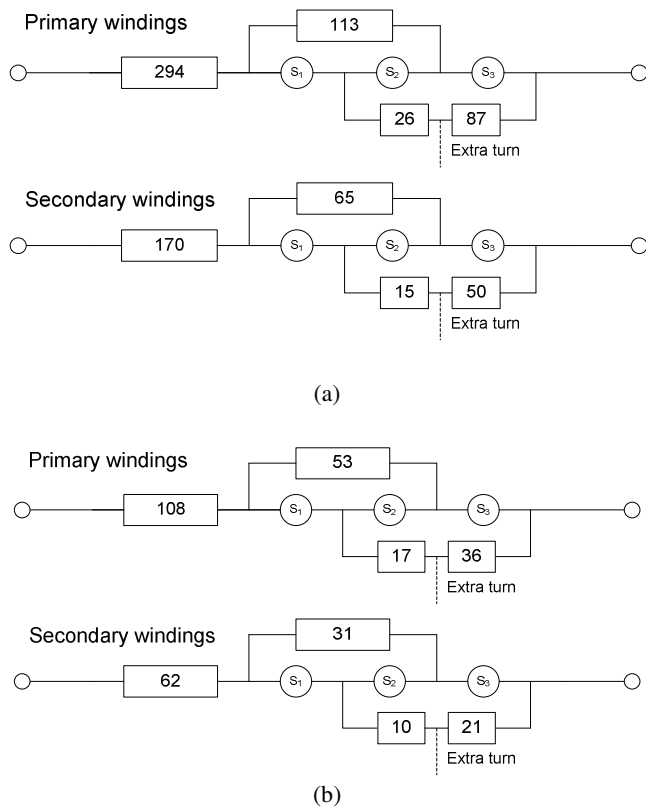 Primary windings
113
294
S₁
S₂
S₃
26
87
Extra turn
Secondary windings
65
170
S₁
S₂
S₃
15
50
Extra turn
(a)
Primary windings
53
108
S₁
S₂
S₃
17
36
Extra turn
Secondary windings
31
62
S₁
S₂
S₃
10
21
Extra turn
(b)